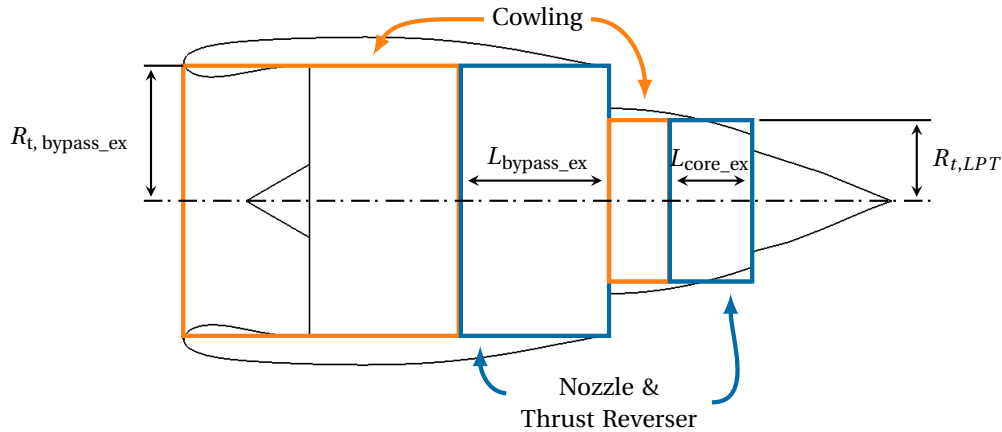 Cowling
R_t, bypass_ex
L_bypass_ex
L_core_ex
R_t,LPT
Nozzle &
Thrust Reverser